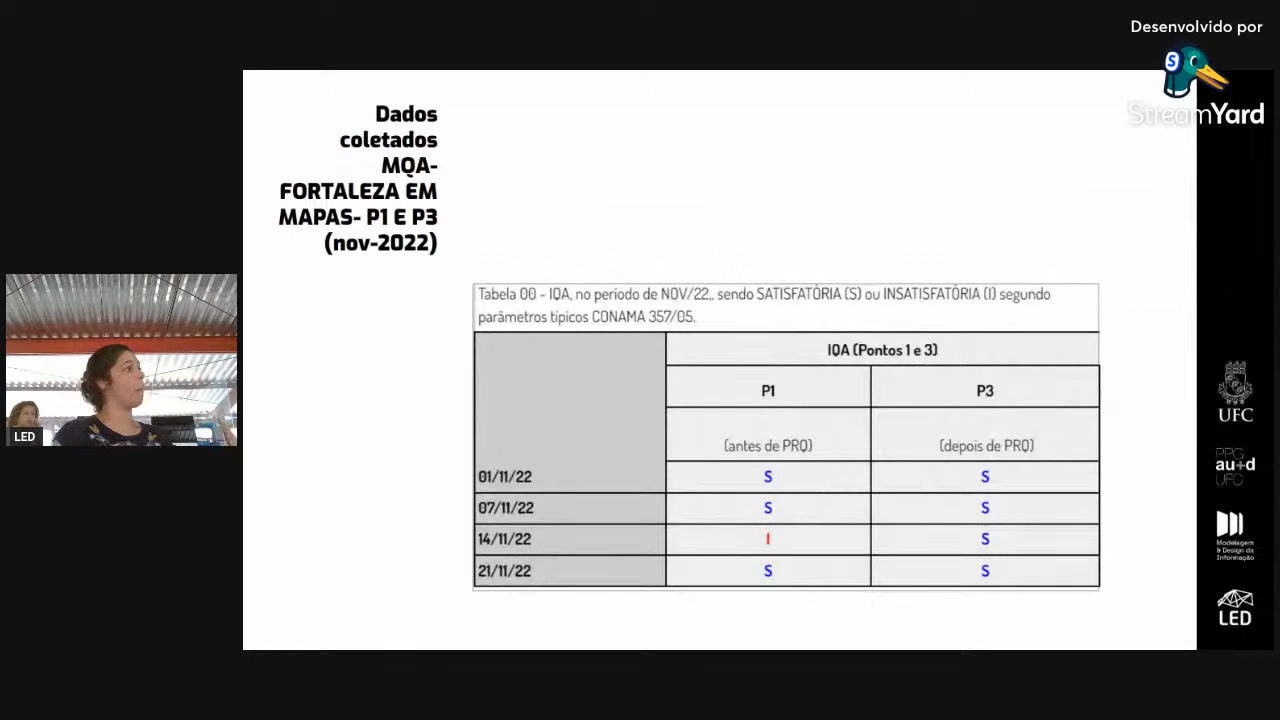 Desenvolvido por
S
StreamYard
Dados
coletados
MQA-
FORTALEZA EM
MAPAS- P1 E P3
(nov-2022)
Tabela 00 - IQA, no período de NOV/22,, sendo SATISFATÓRIA (S) ou INSATISFATÓRIA (I) segundo
parâmetros típicos CONAMA 357/05.
IQA (Pontos 1 e 3)
P1 P3
(antes de PRQ) (depois de PRQ)
01/11/22 S S
07/11/22 S S
14/11/22 I S
21/11/22 S S
LED
UFC
PPG
au+d
UFC
Modelagem
& Design da
Informação
LED